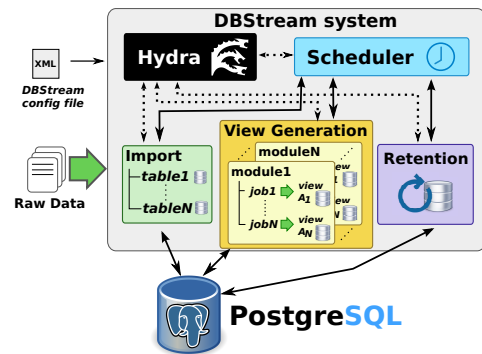 DBStream system
XML
DBStream
config file
Hydra
Scheduler
Raw Data
Import
table1
tableN
View Generation
moduleN
module1
job1
view
A1
jobN
view
AN
Retention
PostgreSQL